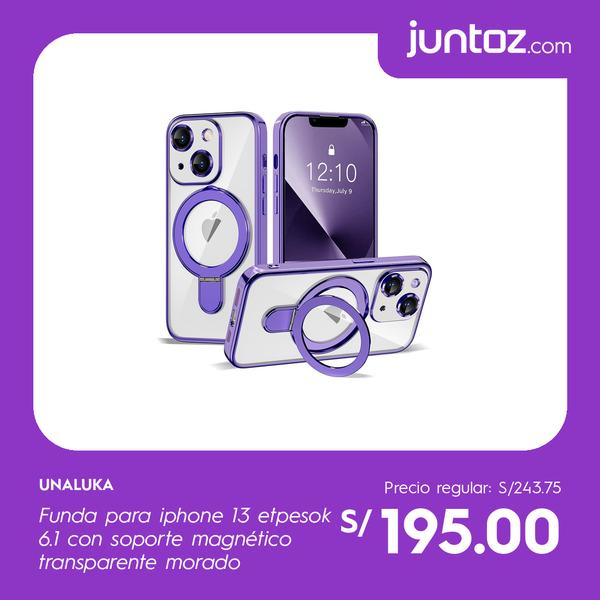 juntoz.com
12:10
Thursday, July 9
UNALUKA
Funda para iphone 13 etpesok
6.1 con soporte magnético
transparente morado
Precio regular: S/243.75
S/195.00